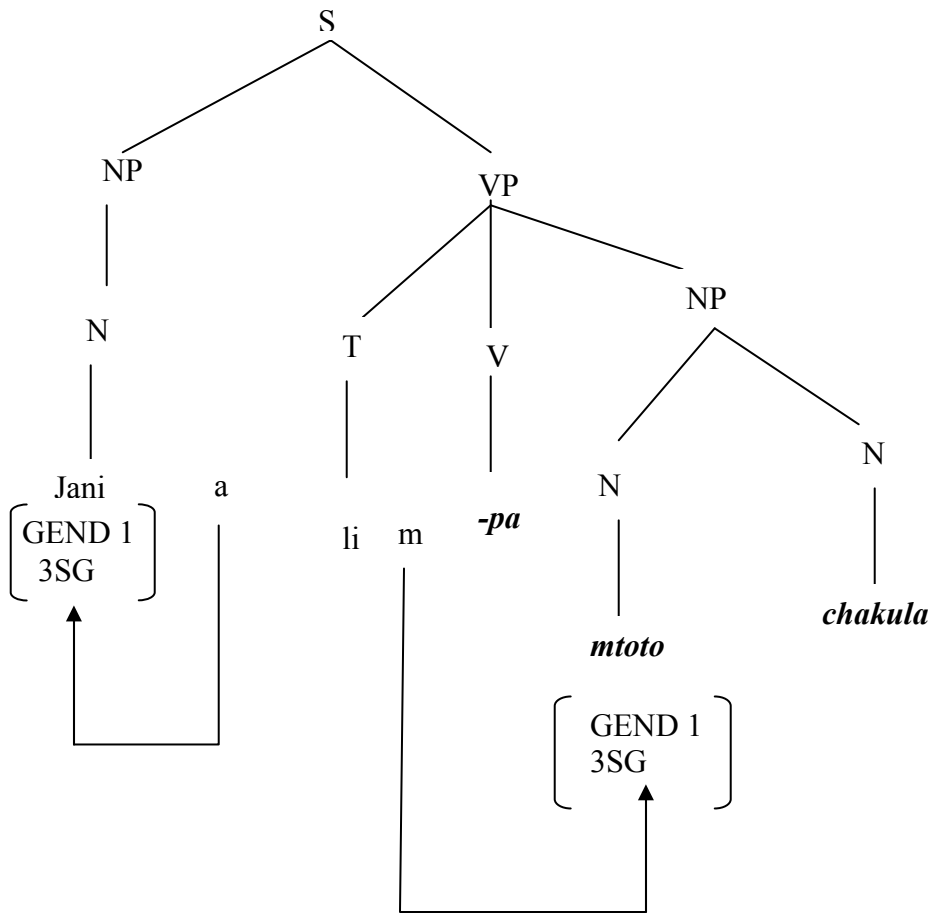 S
NP
VP
NP
N
T
V
N
N
Jani
a
GEND 1
3SG
li
m
-pa
mtoto
chakula
GEND 1
3SG